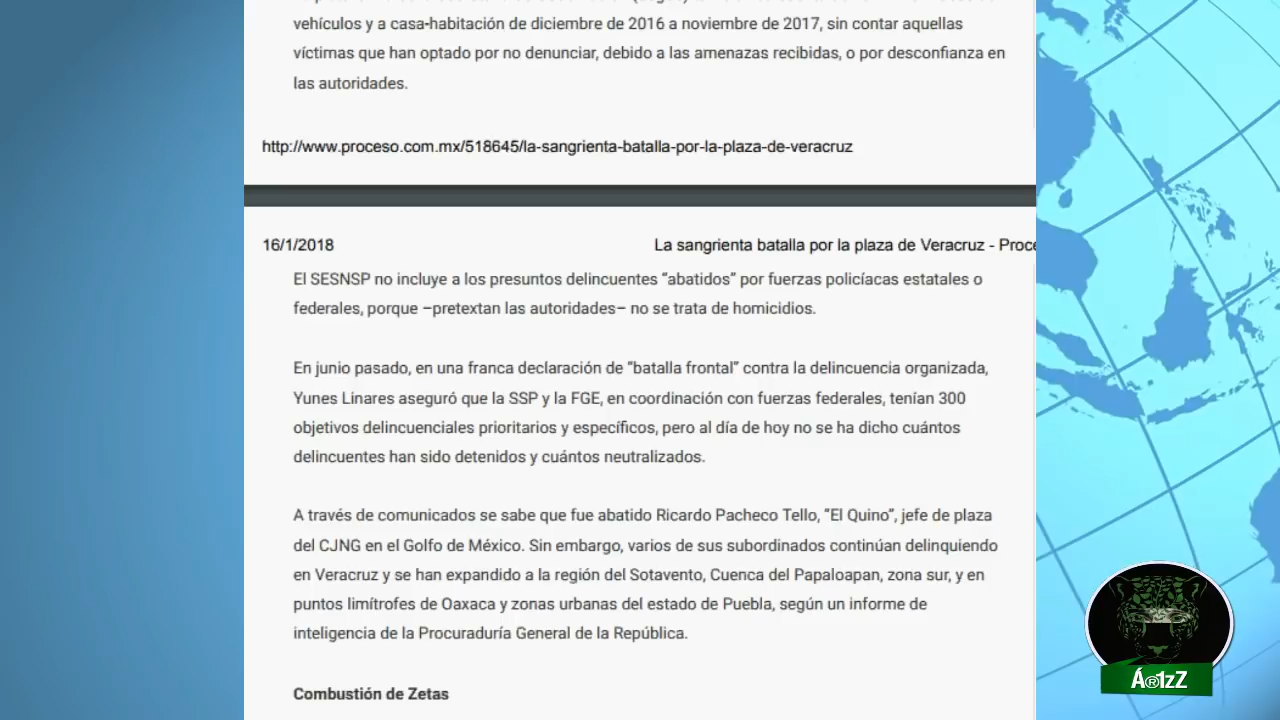 vehículos y a casa-habitación de diciembre de 2016 a noviembre de 2017, sin contar aquellas
víctimas que han optado por no denunciar, debido a las amenazas recibidas, o por desconfianza en
las autoridades.
http://www.proceso.com.mx/518645/la-sangrienta-batalla-por-la-plaza-de-veracruz
16/1/2018 La sangrienta batalla por la plaza de Veracruz - Proce
El SESNSP no incluye a los presuntos delincuentes “abatidos” por fuerzas policíacas estatales o
federales, porque –pretextan las autoridades– no se trata de homicidios.
En junio pasado, en una franca declaración de “batalla frontal” contra la delincuencia organizada,
Yunes Linares aseguró que la SSP y la FGE, en coordinación con fuerzas federales, tenían 300
objetivos delincuenciales prioritarios y específicos, pero al día de hoy no se ha dicho cuántos
delincuentes han sido detenidos y cuántos neutralizados.
A través de comunicados se sabe que fue abatido Ricardo Pacheco Tello, “El Quino”, jefe de plaza
del CJNG en el Golfo de México. Sin embargo, varios de sus subordinados continúan delinquiendo
en Veracruz y se han expandido a la región del Sotavento, Cuenca del Papaloapan, zona sur, y en
puntos limítrofes de Oaxaca y zonas urbanas del estado de Puebla, según un informe de
inteligencia de la Procuraduría General de la República.
Combustión de Zetas
Á®1zZ